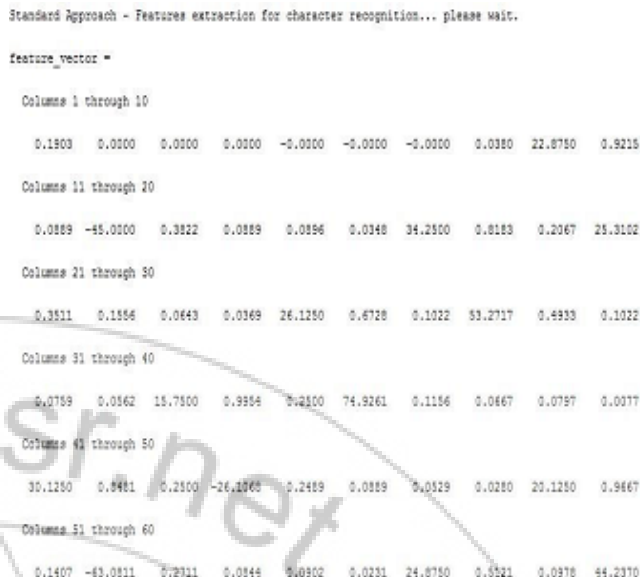 Standard Approach - Features extraction for character recognition... please wait.
feature_vector =
Columns 1 through 10
0.1903 0.0000 0.0000 0.0000 -0.0000 -0.0000 -0.0000 0.0380 22.8750 0.9215
Columns 11 through 20
0.0889 -45.0000 0.3822 0.0889 0.0896 0.0348 34.2500 0.8183 0.2067 25.3102
Columns 21 through 30
0.3511 0.1556 0.0643 0.0369 26.1250 0.6728 0.1022 53.2717 0.4933 0.1022
Columns 31 through 40
0.0759 0.0562 15.7500 0.9954 0.2500 74.9261 0.1156 0.0667 0.0797 0.0077
Columns 41 through 50
30.1250 0.8481 0.2500 -26.1068 0.2489 0.0889 0.0529 0.0280 20.1250 0.9667
Columns 51 through 60
0.1407 -63.0811 0.2311 0.0844 0.0902 0.0231 24.8750 0.5521 0.0978 44.2370
sr.net